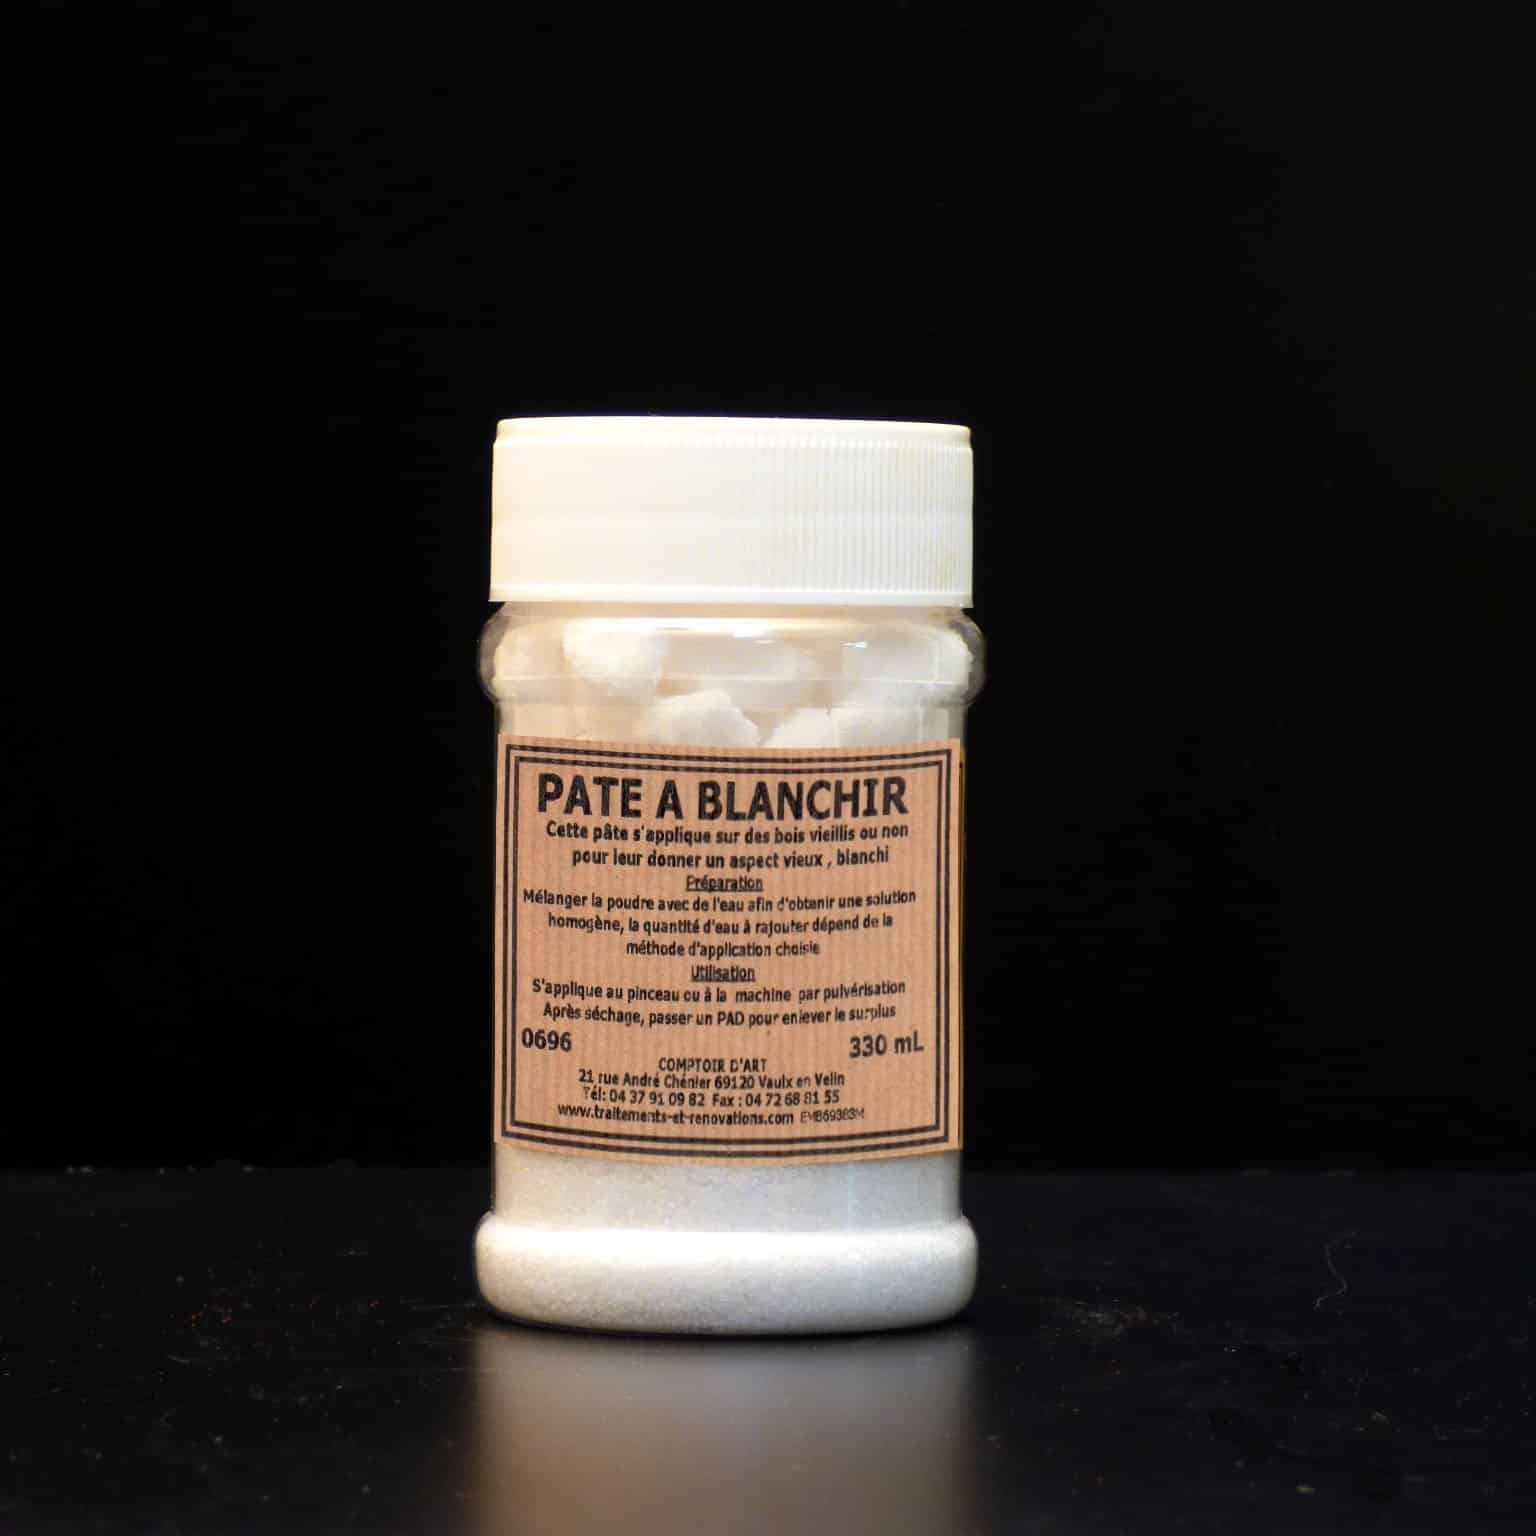 PATE A BLANCHIR
Cette pâte s'applique sur des bois vieillis ou non
pour leur donner un aspect vieux , blanchi
Préparation
Mélanger la poudre avec de l'eau afin d'obtenir une solution
homogène, la quantité d'eau à rajouter dépend de la
méthode d'application choisie
Utilisation
S'applique au pinceau ou à la machine par pulvérisation
Après séchage, passer un PAD pour enlever le surplus
0696 330 mL
COMPTOIR D'ART
21 rue André Chénier 69120 Vaulx en Velin
Tél: 04 37 91 09 82 Fax : 04 72 68 81 55
www.traitements-et-renovations.com EMB69383M